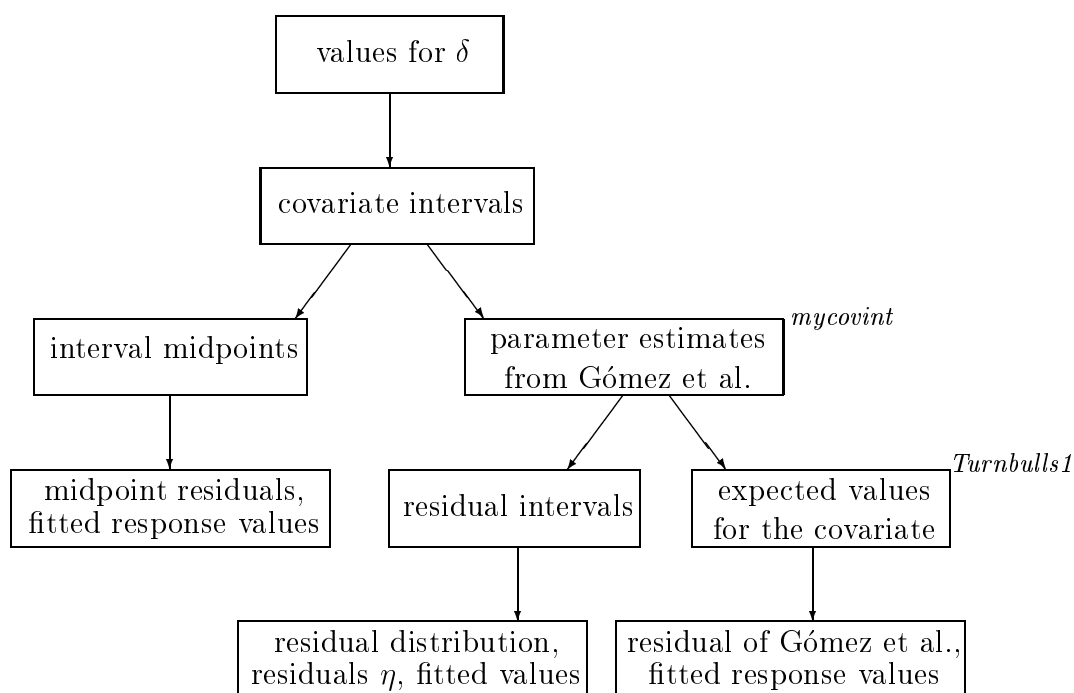 values for δ
covariate intervals
interval midpoints
parameter estimates
from Gómez et al.
mycovint
midpoint residuals,
fitted response values
residual intervals
expected values
for the covariate
Turnbulls1
residual distribution,
residuals η, fitted values
residual of Gómez et al.,
fitted response values